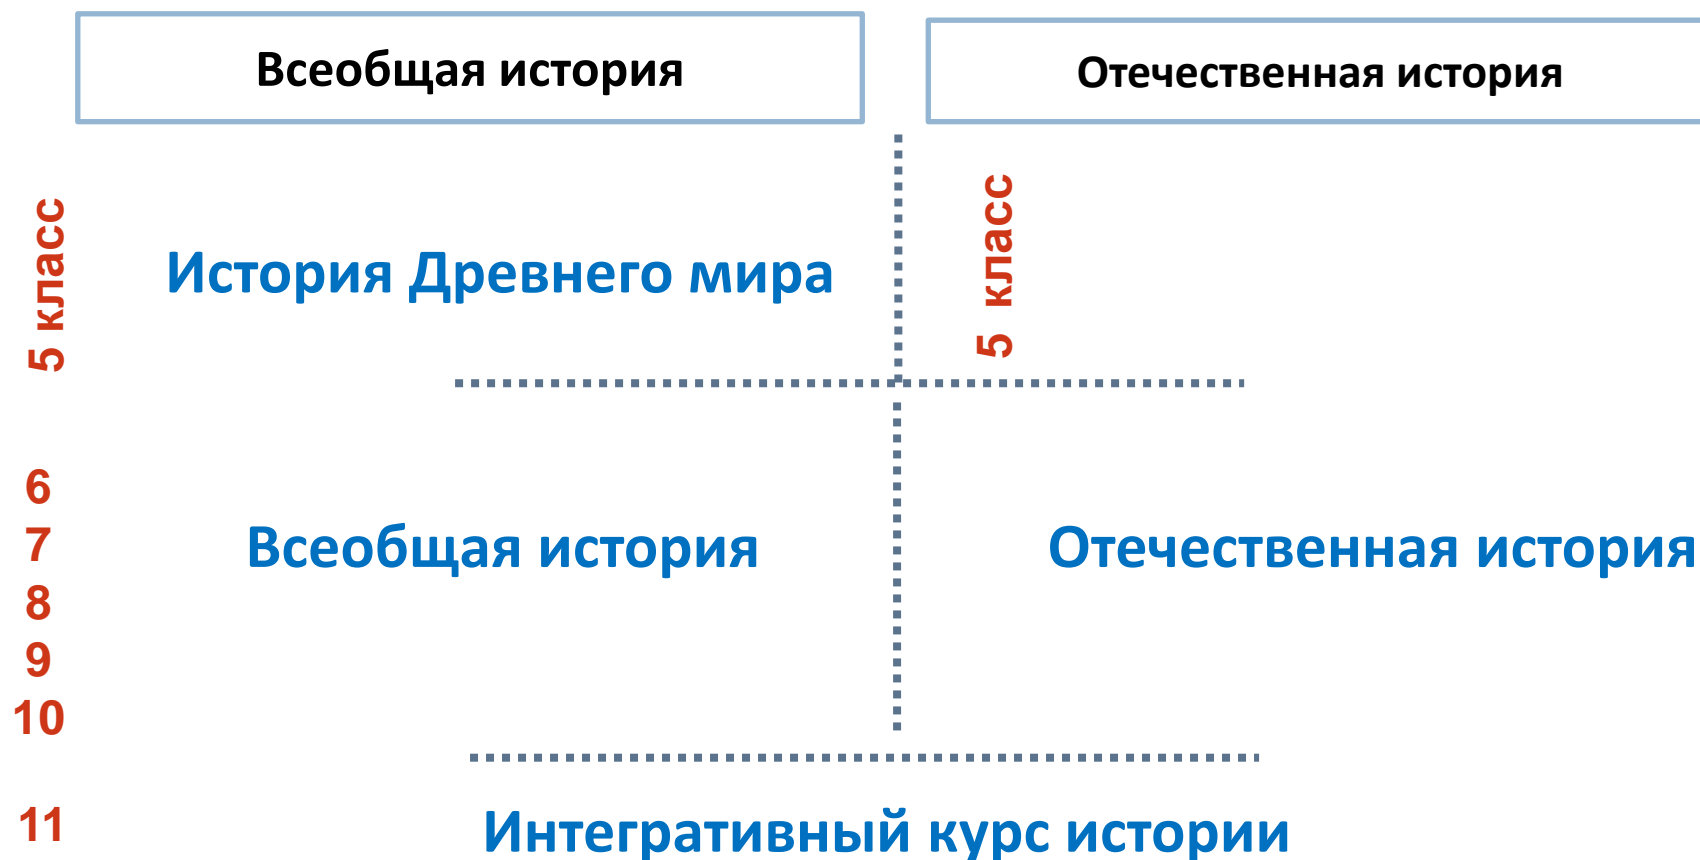 Всеобщая история
Отечественная история
5 класс
История Древнего мира
5 класс
6
7
8
9
10
Всеобщая история
Отечественная история
11
Интегративный курс истории